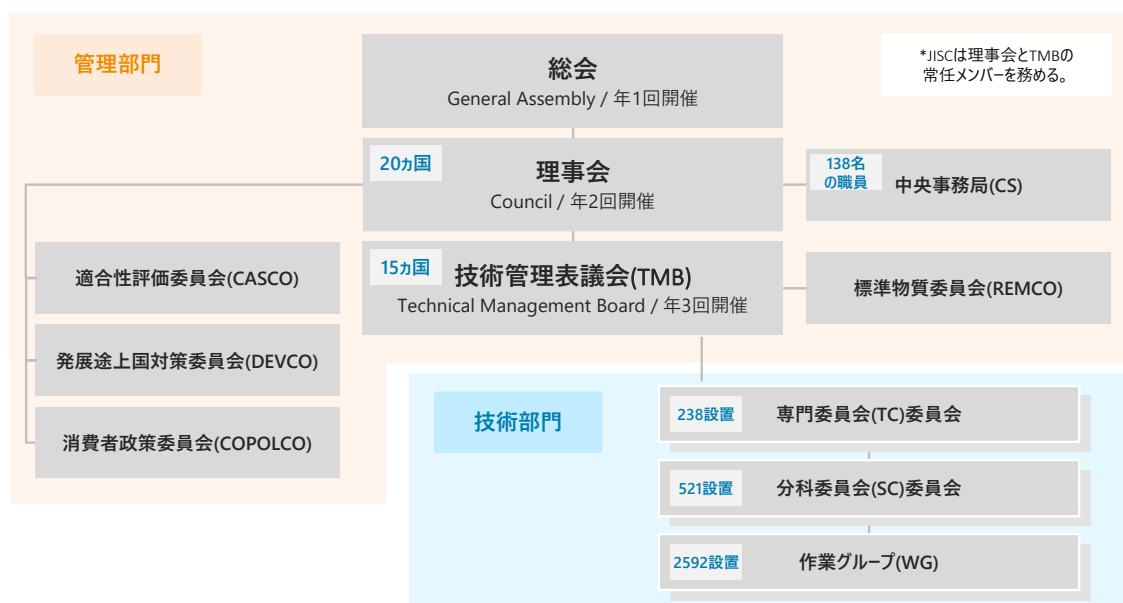 管理部門
*JISCは理事会とTMBの
常任メンバーを務める。
総会
General Assembly / 年1回開催
20ヵ国
理事会
Council / 年2回開催
138名
の職員
中央事務局(CS)
15ヵ国
技術管理表議会(TMB)
Technical Management Board / 年3回開催
標準物質委員会(REMCO)
適合性評価委員会(CASCO)
発展途上国対策委員会(DEVCO)
消費者政策委員会(COPOLCO)
技術部門
238設置
専門委員会(TC)委員会
521設置
分科委員会(SC)委員会
2592設置
作業グループ(WG)